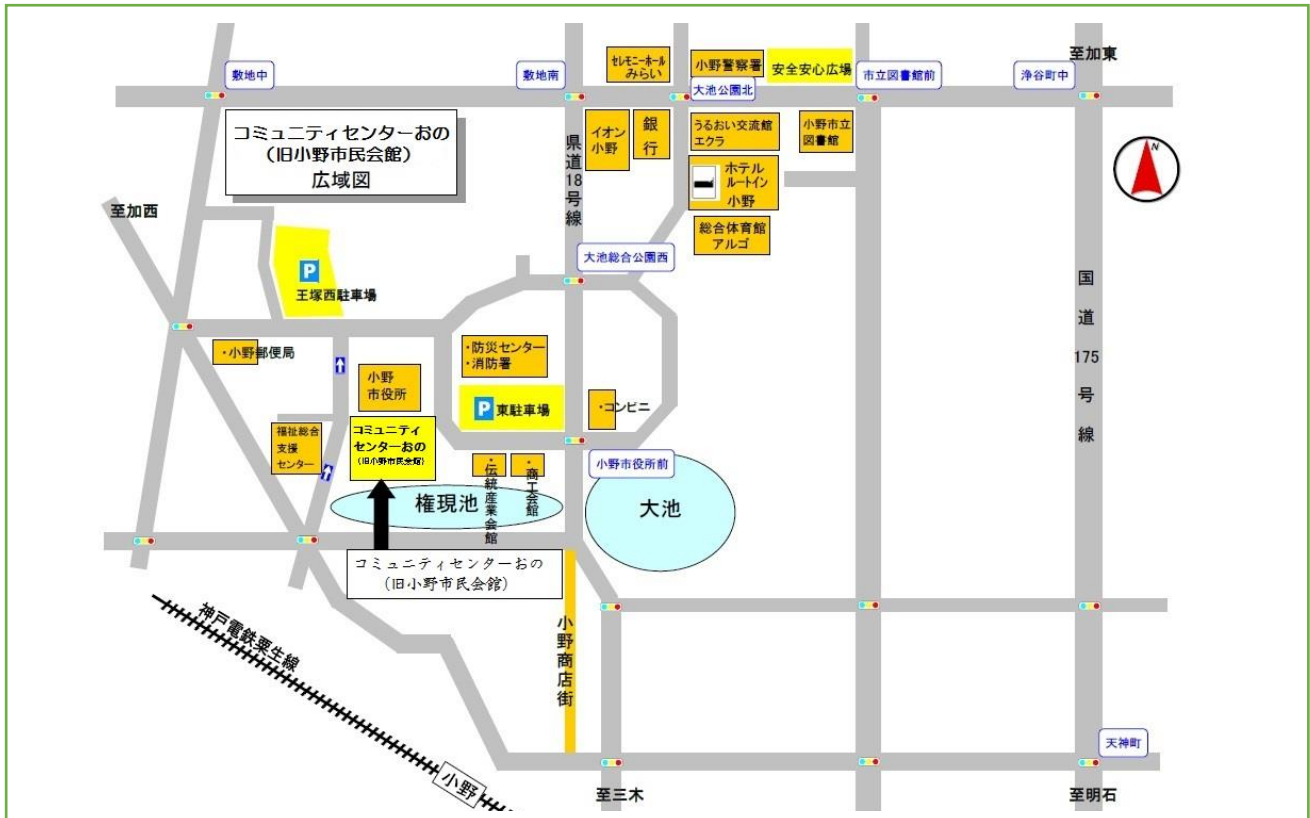 至加東
セレモニーホール
みらい
小野警察署
安全安心広場
敷地中
敷地南
大池公園北
市立図書館前
浄谷町中
コミュニティセンターおの
(旧小野市民会館)
広域図
イオン
小野
銀
行
うるおい交流館
エクラ
小野市立
図書館
県道18号線
ホテル
ルートイン
小野
N
至加西
総合体育館
アルゴ
大池総合公園西
P
王塚西駐車場
国道175号線
・小野郵便局
・防災センター
・消防署
小野
市役所
P 東駐車場
・コンビニ
福祉総合
支援
センター
コミュニティ
センターおの
(旧小野市民会館)
・伝統産業会館
・商工会館
小野市役所前
権現池
大池
コミュニティセンターおの
(旧小野市民会館)
神戸電鉄粟生線
小野商店街
天神町
小野
至三木
至明石